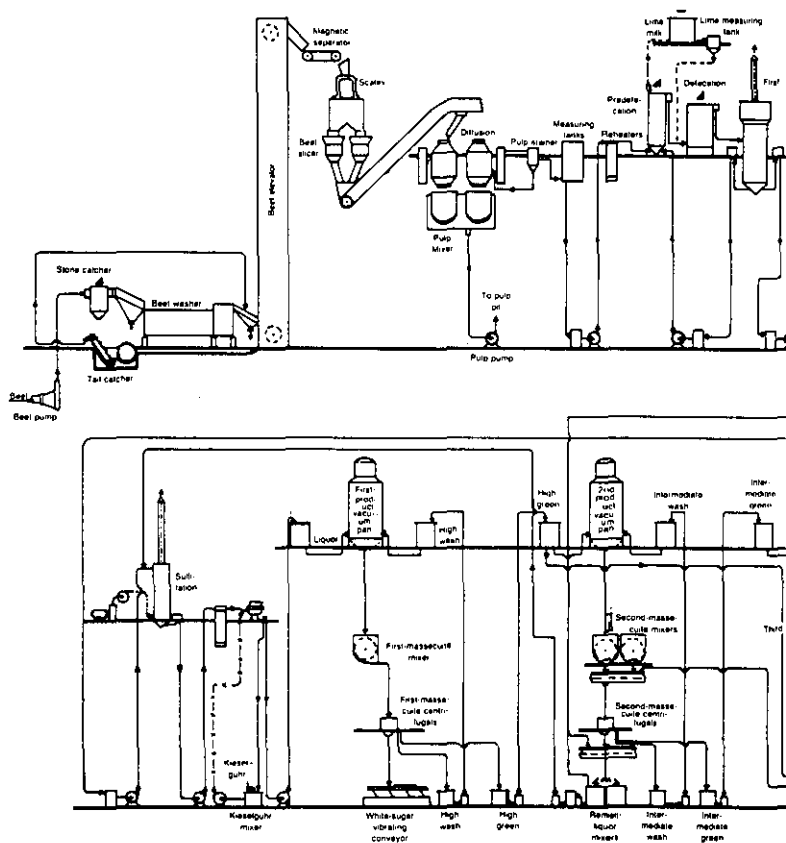 Magnetic
separator
Scales
Beet
slicer
Beet elevator
Diffusion
Pulp
Mixer
Pulp strainer
Measuring
tanks
Reheaters
Lime
milk
Lime measuring
tank
Predefe-
cation
Defecation
First
Stone catcher
Beet washer
Tail catcher
Beet
Beet pump
To pulp
pit
Pulp pump
First-
prod-
uct
vacu-
um
pan
Liquor
High
wash
High
green
2nd
prod-
uct
vacu-
um
pan
Intermediate
wash
Inter-
mediate
green
Sulfi-
tation
First-massecuite
mixer
Second-masse-
cuite mixers
Third
First-masse-
cuite centri-
fugals
Second-masse-
cuite centri-
fugals
Kiesel-
guhr
Kieselguhr
mixer
White-sugar
vibrating
conveyor
High
wash
High
green
Remelt-
liquor
mixers
Inter-
mediate
wash
Inter-
mediate
green